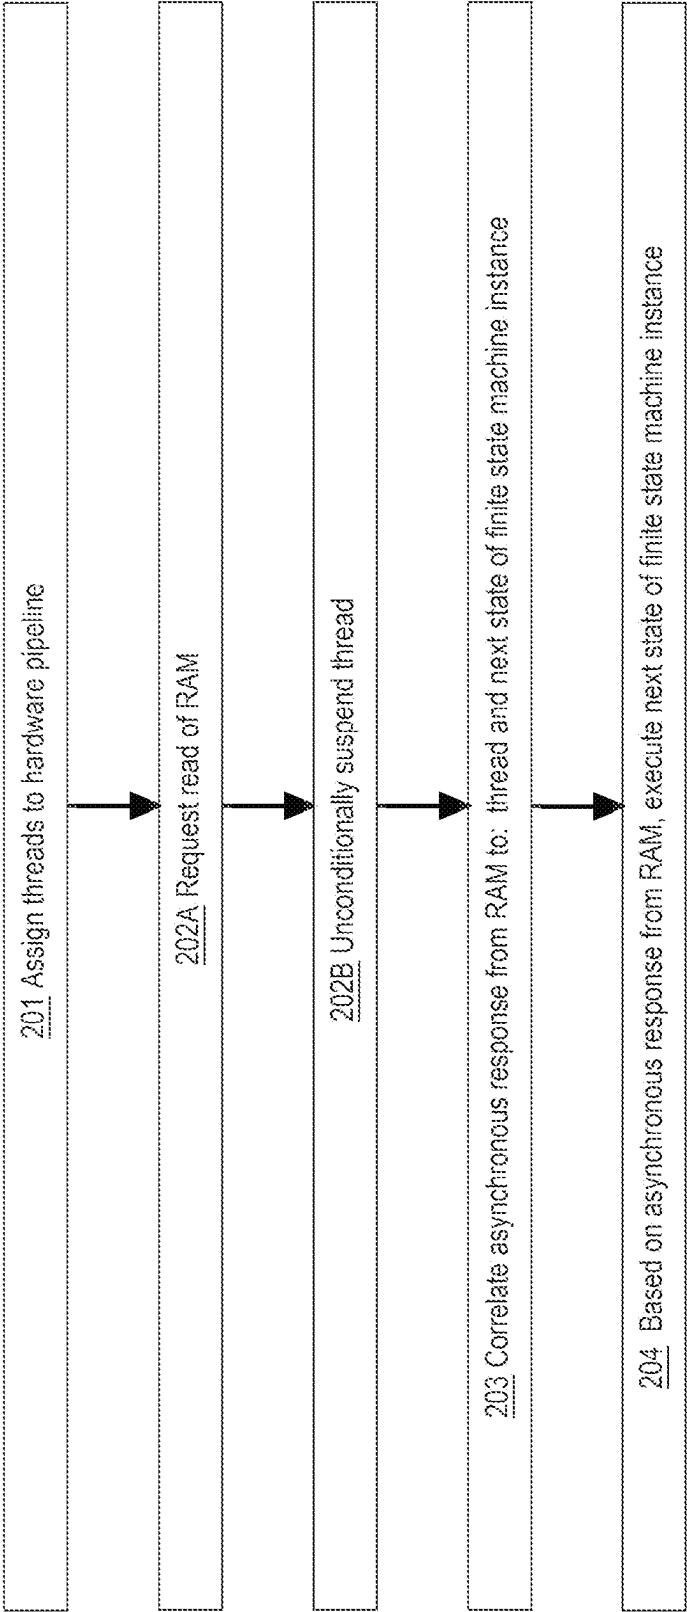 201 Assign threads to hardware pipeline
202A Request read of RAM
202B Unconditionally suspend thread
203 Correlate asynchronous response from RAM to: thread and next state of finite state machine instance
204 Based on asynchronous response from RAM, execute next state of finite state machine instance